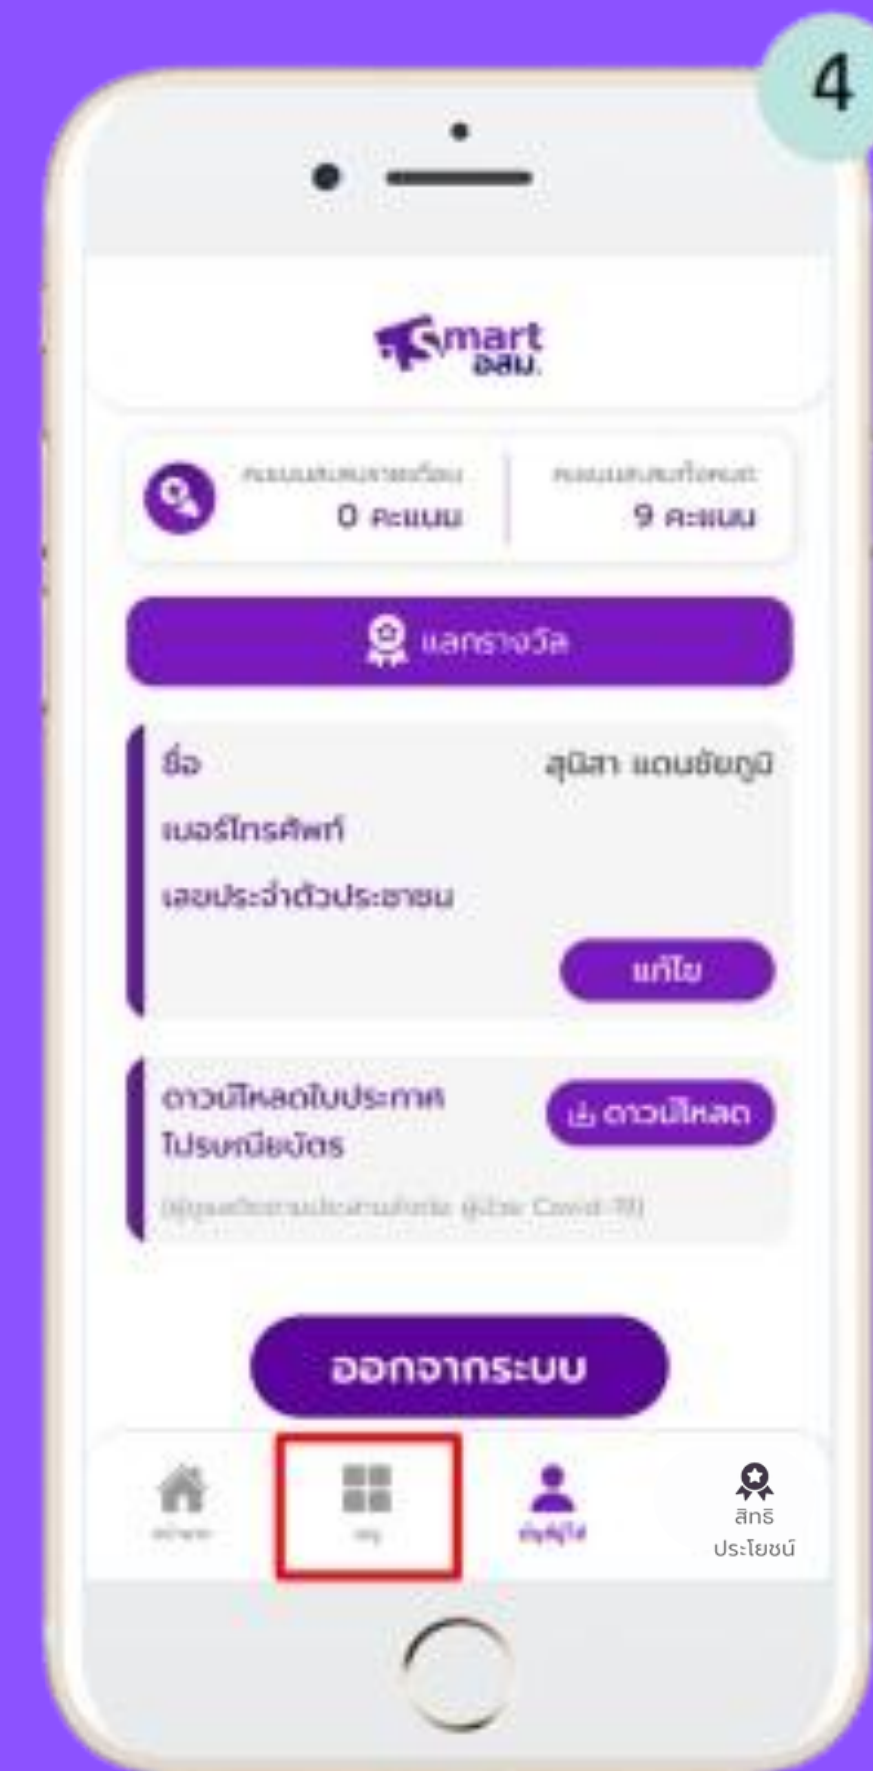 4
Smart
อสม.
0 คะแนน
9 คะแนน
แลกรางวัล
ชื่อ
สุนิสา แดนชัยภูมิ
เบอร์โทรศัพท์
เลขประจำตัวประชาชน
แก้ไข
ดาวน์โหลดใบประกาศ
ดาวน์โหลด
ไปรษณียบัตร
ออกจากระบบ
สิทธิ
ประโยชน์